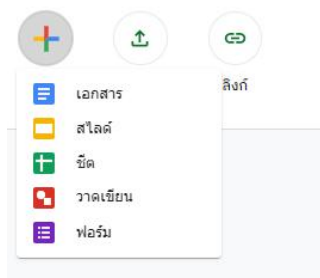 ลิงก์
เอกสาร
สไลด์
ชีต
วาดเขียน
ฟอร์ม